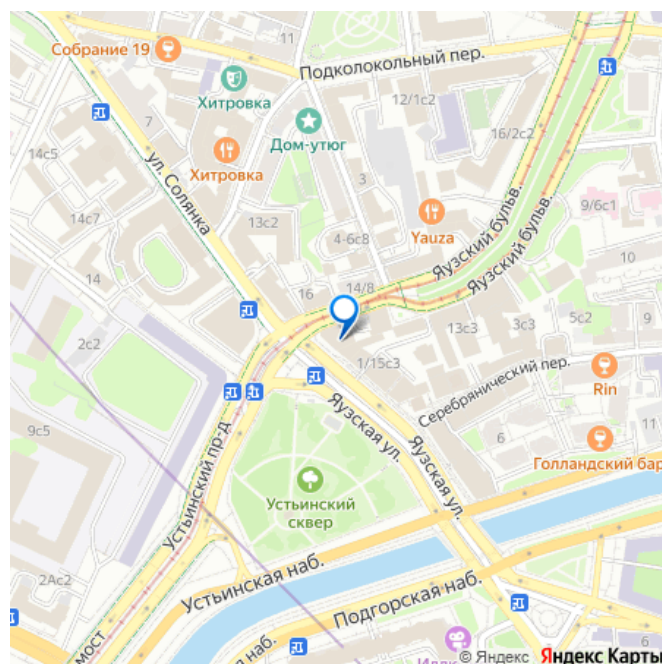 Собрание 19
11
Подколокольный пер.
Хитровка
12/1с2
7
Дом-утюг
16/2с2
14с5
ул. Солянка
Хитровка
3
9/6с1
14с7
13с2
Yauza
Яузский бульв.
4-6с8
Яузский бульв.
10
14
14/8
16
5с2
2с2
3с3
13с3
1/15с3
Серебрянический пер.
Rin
Яузская ул.
9с5
6
11
Яузская ул.
Голландский бар
Устьинский пр-д
Устьинский
сквер
2Ас2
Устьинская наб.
Подгорская наб.
мост
наб.
6
© Яндекс Яндекс Карты